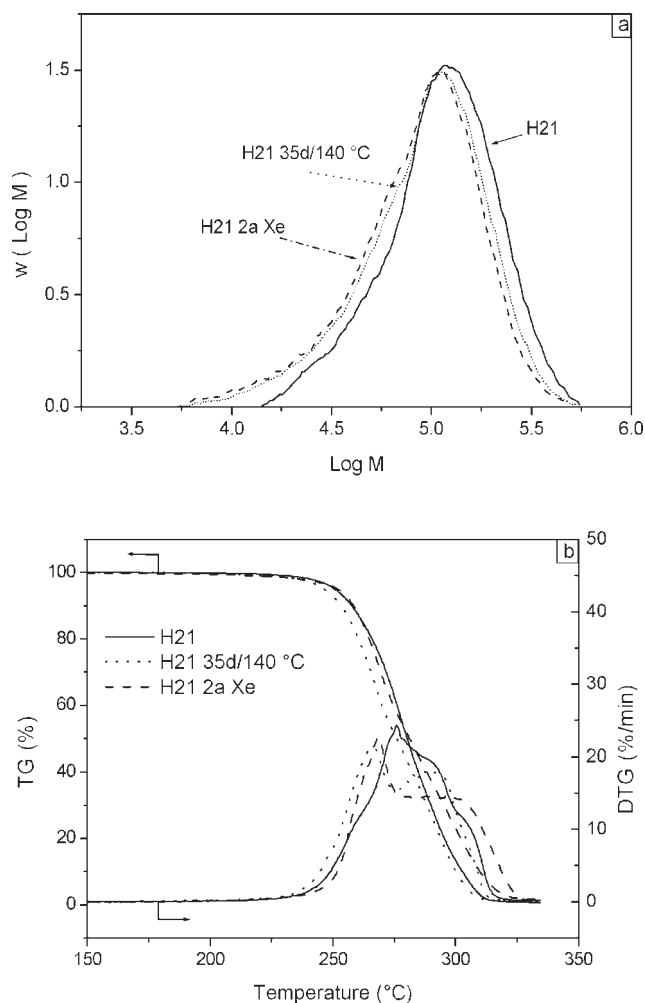 a
1.5
1.0
0.5
0.0
w ( Log M )
H21
H21 35d/140 °C
H21 2a Xe
3.5 4.0 4.5 5.0 5.5 6.0
Log M
b
100
80
60
40
20
0
TG (%)
H21
H21 35d/140 °C
H21 2a Xe
50
40
30
20
10
0
DTG (%/min)
150 200 250 300 350
Temperature (°C)